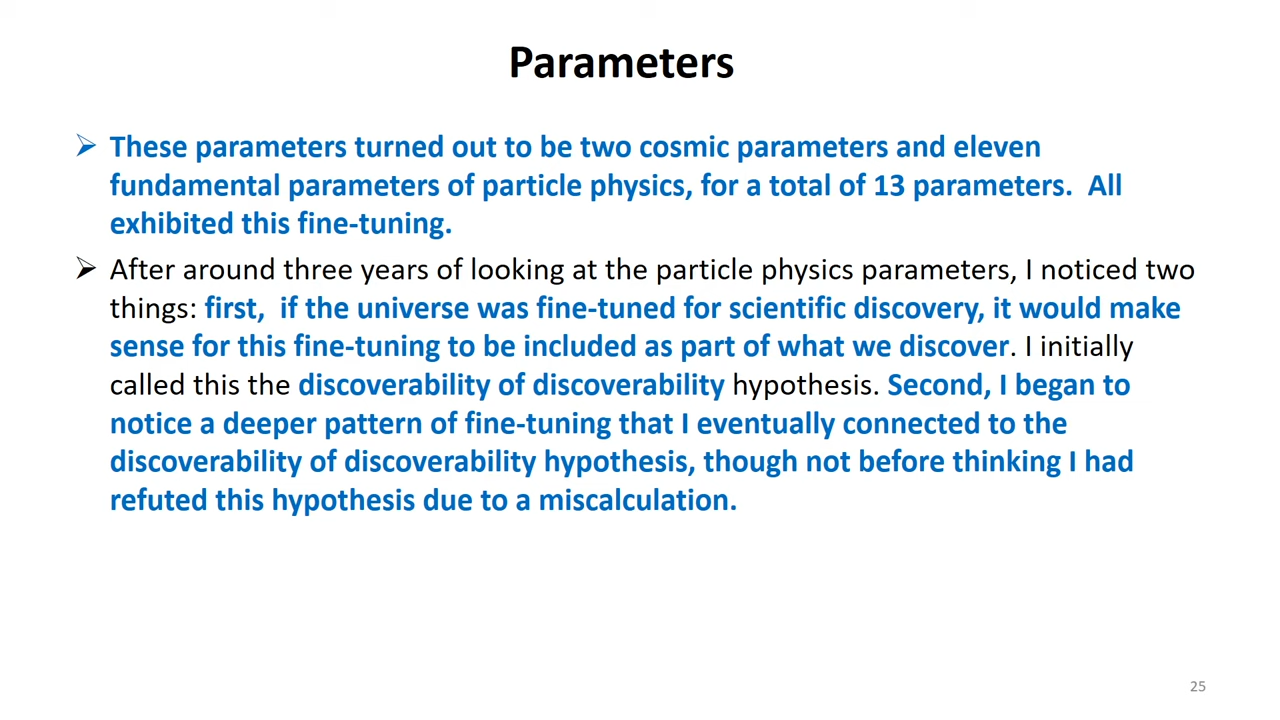 Parameters
➢ These parameters turned out to be two cosmic parameters and eleven
fundamental parameters of particle physics, for a total of 13 parameters.  All
exhibited this fine-tuning.
➢ After around three years of looking at the particle physics parameters, I noticed two
things: first,  if the universe was fine-tuned for scientific discovery, it would make
sense for this fine-tuning to be included as part of what we discover. I initially
called this the discoverability of discoverability hypothesis. Second, I began to
notice a deeper pattern of fine-tuning that I eventually connected to the
discoverability of discoverability hypothesis, though not before thinking I had
refuted this hypothesis due to a miscalculation.
25